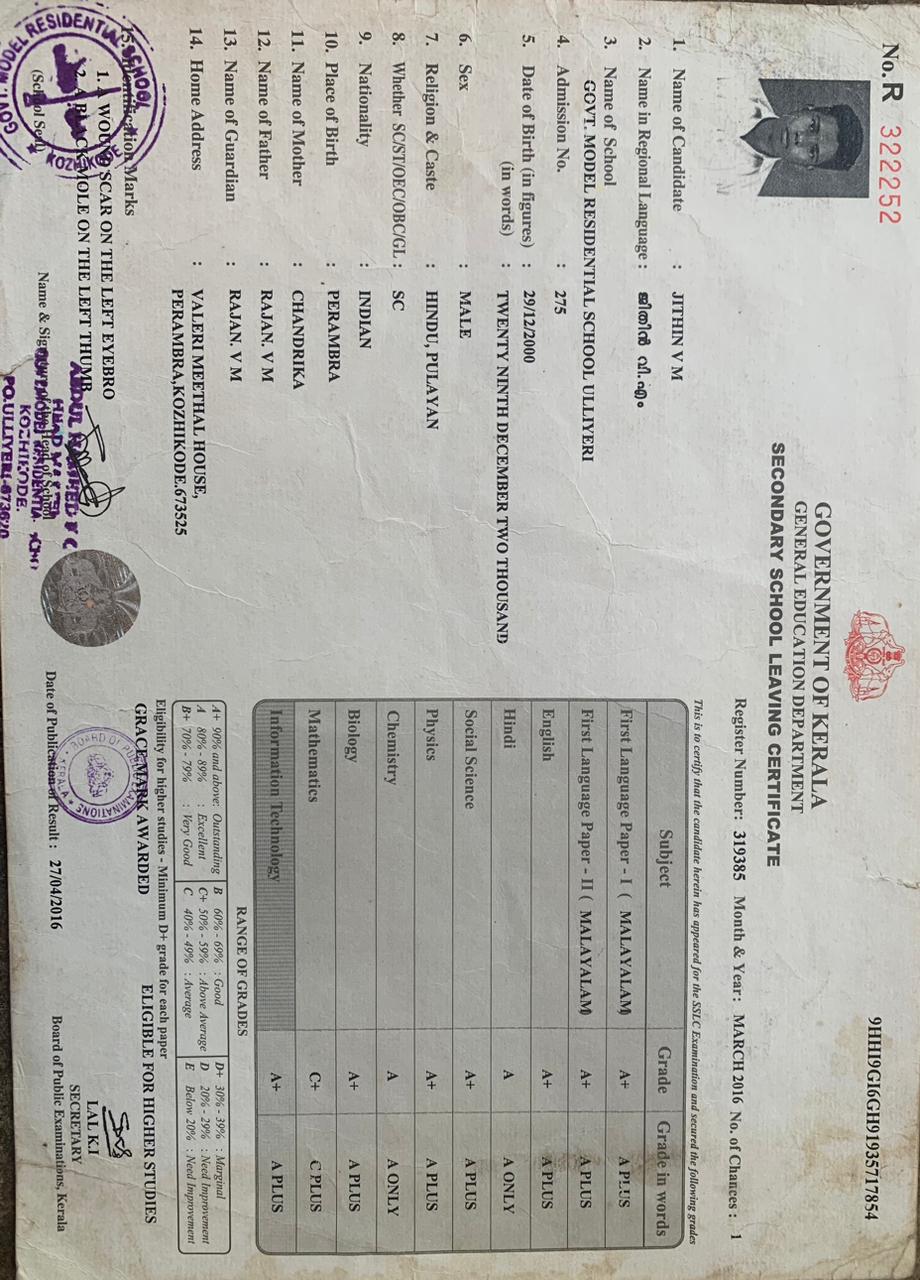 No. R 322252
9HHI9GI6GH91935717854
GOVERNMENT OF KERALA
GENERAL EDUCATION DEPARTMENT
SECONDARY SCHOOL LEAVING CERTIFICATE
Register Number: 319385 Month & Year: MARCH 2016 No. of Chances : 1
1. Name of Candidate : JITHIN V M
2. Name in Regional Language : ജിതിൻ വി.എം
3. Name of School
GOVT. MODEL RESIDENTIAL SCHOOL ULLIYERI
4. Admission No. : 275
5. Date of Birth (in figures) : 29/12/2000
(in words) : TWENTY NINTH DECEMBER TWO THOUSAND
6. Sex : MALE
7. Religion & Caste : HINDU, PULAYAN
8. Whether SC/ST/OEC/OBC/GL : SC
9. Nationality : INDIAN
10. Place of Birth : PERAMBRA
11. Name of Mother : CHANDRIKA
12. Name of Father : RAJAN. V M
13. Name of Guardian : RAJAN. V M
14. Home Address : VALERI MEETHAL HOUSE,
PERAMBRA,KOZHIKODE.673525
15. Identification Marks
1. A WOUND SCAR ON THE LEFT EYEBRO
2. A BLACK MOLE ON THE LEFT THUMB
(School Seal)
GOVT. MODEL RESIDENTIAL SCHOOL
KOZHIKODE
Name & Signature of the Head of School
HEAD MASTER
KOZHIKODE.
P.O.ULLIYERI-673620
This is to certify that the candidate herein has appeared for the SSLC Examination and secured the following grades
Subject Grade Grade in words
First Language Paper - I ( MALAYALAM) A+ A PLUS
First Language Paper - II ( MALAYALAM) A+ A PLUS
English A+ A PLUS
Hindi A A ONLY
Social Science A+ A PLUS
Physics A+ A PLUS
Chemistry A A ONLY
Biology A+ A PLUS
Mathematics C+ C PLUS
Information Technology A+ A PLUS
RANGE OF GRADES
A+ 90% and above: Outstanding B 60% - 69% : Good D+ 30% - 39% : Marginal
A 80% - 89% : Excellent C+ 50% - 59% : Above Average D 20% - 29% : Need Improvement
B+ 70% - 79% : Very Good C 40% - 49% : Average E Below 20% : Need Improvement
Eligibility for higher studies - Minimum D+ grade for each paper
GRACE MARK AWARDED ELIGIBLE FOR HIGHER STUDIES
BOARD OF PUBLIC EXAMINATIONS
KERALA
LAL K.I
SECRETARY
Date of Publication of Result : 27/04/2016 Board of Public Examinations, Kerala